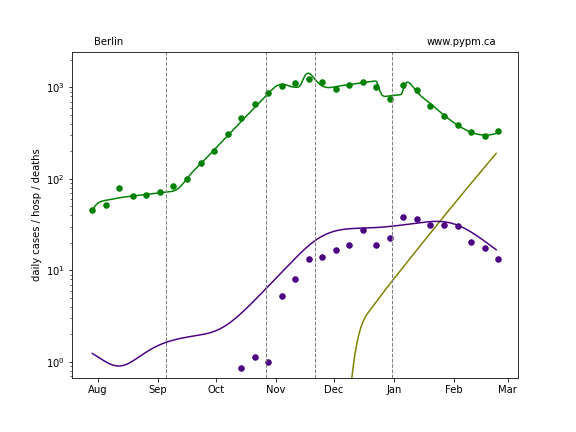 Berlin
www.pypm.ca
daily cases / hosp / deaths
10³
10²
10¹
10⁰
Aug Sep Oct Nov Dec Jan Feb Mar